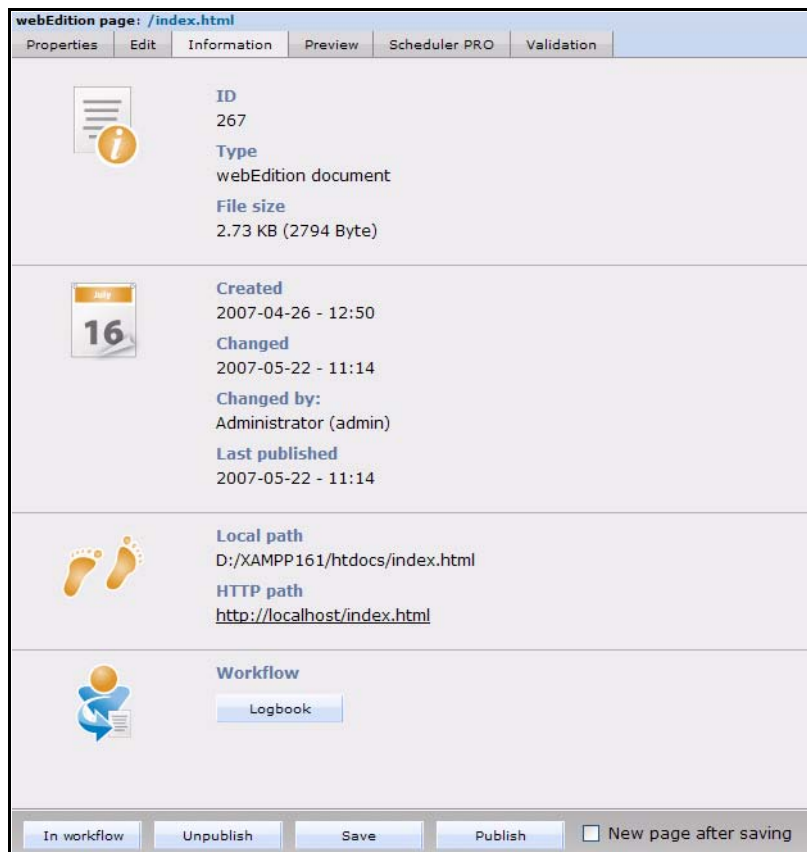 webEdition page: /index.html
Properties Edit Information Preview Scheduler PRO Validation
ID
267
Type
webEdition document
File size
2.73 KB (2794 Byte)
July
16
Created
2007-04-26 - 12:50
Changed
2007-05-22 - 11:14
Changed by:
Administrator (admin)
Last published
2007-05-22 - 11:14
Local path
D:/XAMPP161/htdocs/index.html
HTTP path
http://localhost/index.html
Workflow
Logbook
In workflow Unpublish Save Publish New page after saving